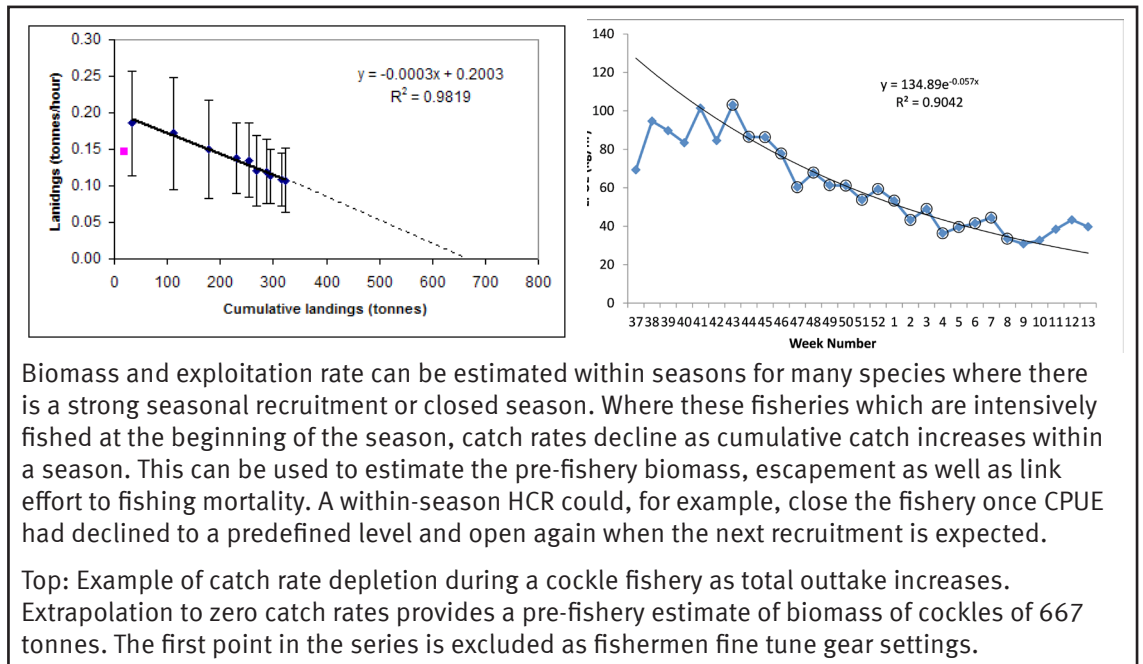 0.30
0.25
0.20
0.15
0.10
0.05
0.00
Lanidngs (tonnes/hour)
y = -0.0003x + 0.2003
R² = 0.9819
0 100 200 300 400 500 600 700 800
Cumulative landings (tonnes)
140
120
100
80
60
40
20
0
y = 134.89e^-0.057x
R² = 0.9042
37 38 39 40 41 42 43 44 45 46 47 48 49 50 51 52 1 2 3 4 5 6 7 8 9 10 11 12 13
Week Number
Biomass and exploitation rate can be estimated within seasons for many species where there
is a strong seasonal recruitment or closed season. Where these fisheries which are intensively
fished at the beginning of the season, catch rates decline as cumulative catch increases within
a season. This can be used to estimate the pre-fishery biomass, escapement as well as link
effort to fishing mortality. A within-season HCR could, for example, close the fishery once CPUE
had declined to a predefined level and open again when the next recruitment is expected.
Top: Example of catch rate depletion during a cockle fishery as total outtake increases.
Extrapolation to zero catch rates provides a pre-fishery estimate of biomass of cockles of 667
tonnes. The first point in the series is excluded as fishermen fine tune gear settings.